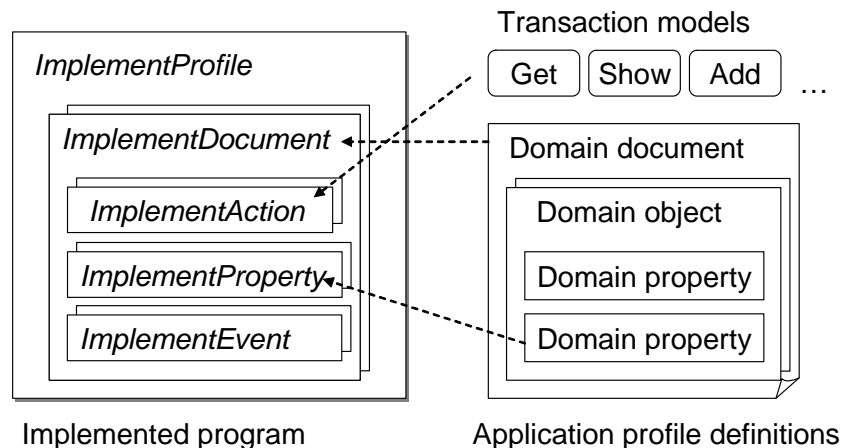 Transaction models
ImplementProfile
Get Show Add ...
ImplementDocument
Domain document
ImplementAction
Domain object
ImplementProperty
Domain property
ImplementEvent
Domain property
Implemented program
Application profile definitions